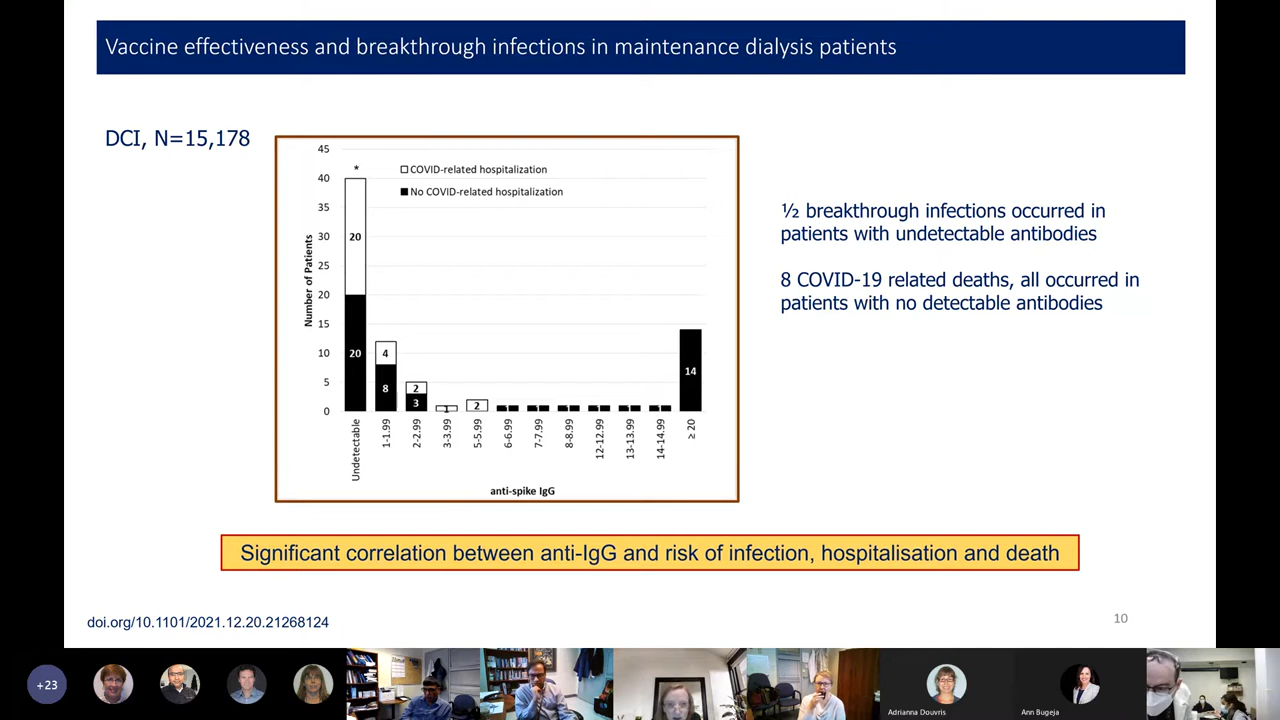 Vaccine effectiveness and breakthrough infections in maintenance dialysis patients
DCI, N=15,178
45
40
35
30
25
20
15
10
5
0
Number of Patients
*
COVID-related hospitalization
No COVID-related hospitalization
20
20
4
8
2
3
1
2
14
Undetectable
1-1.99
2-2.99
3-3.99
5-5.99
6-6.99
7-7.99
8-8.99
12-12.99
13-13.99
14-14.99
≥ 20
anti-spike IgG
½ breakthrough infections occurred in
patients with undetectable antibodies
8 COVID-19 related deaths, all occurred in
patients with no detectable antibodies
Significant correlation between anti-IgG and risk of infection, hospitalisation and death
doi.org/10.1101/2021.12.20.21268124
10
+23
Adrianna Douvris
Ann Bugeja